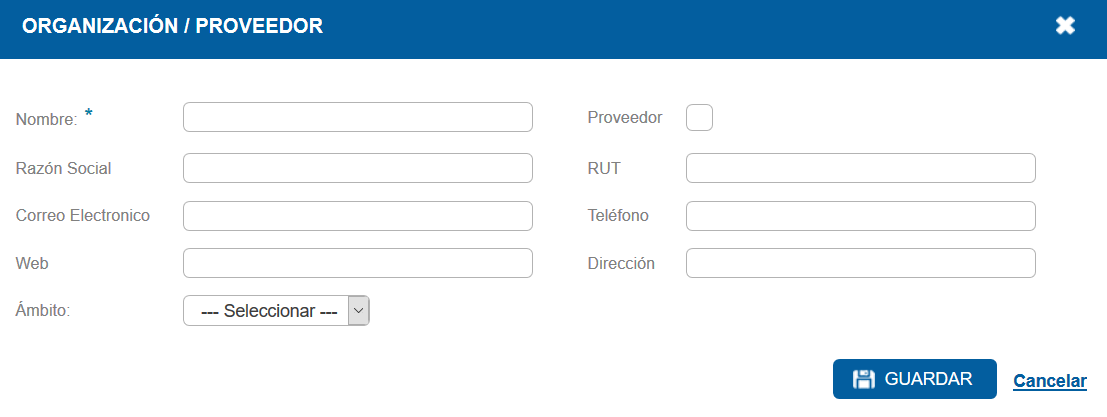 ORGANIZACIÓN / PROVEEDOR
Nombre: *
Proveedor
Razón Social
RUT
Correo Electronico
Teléfono
Web
Dirección
Ámbito:
--- Seleccionar ---
GUARDAR
Cancelar